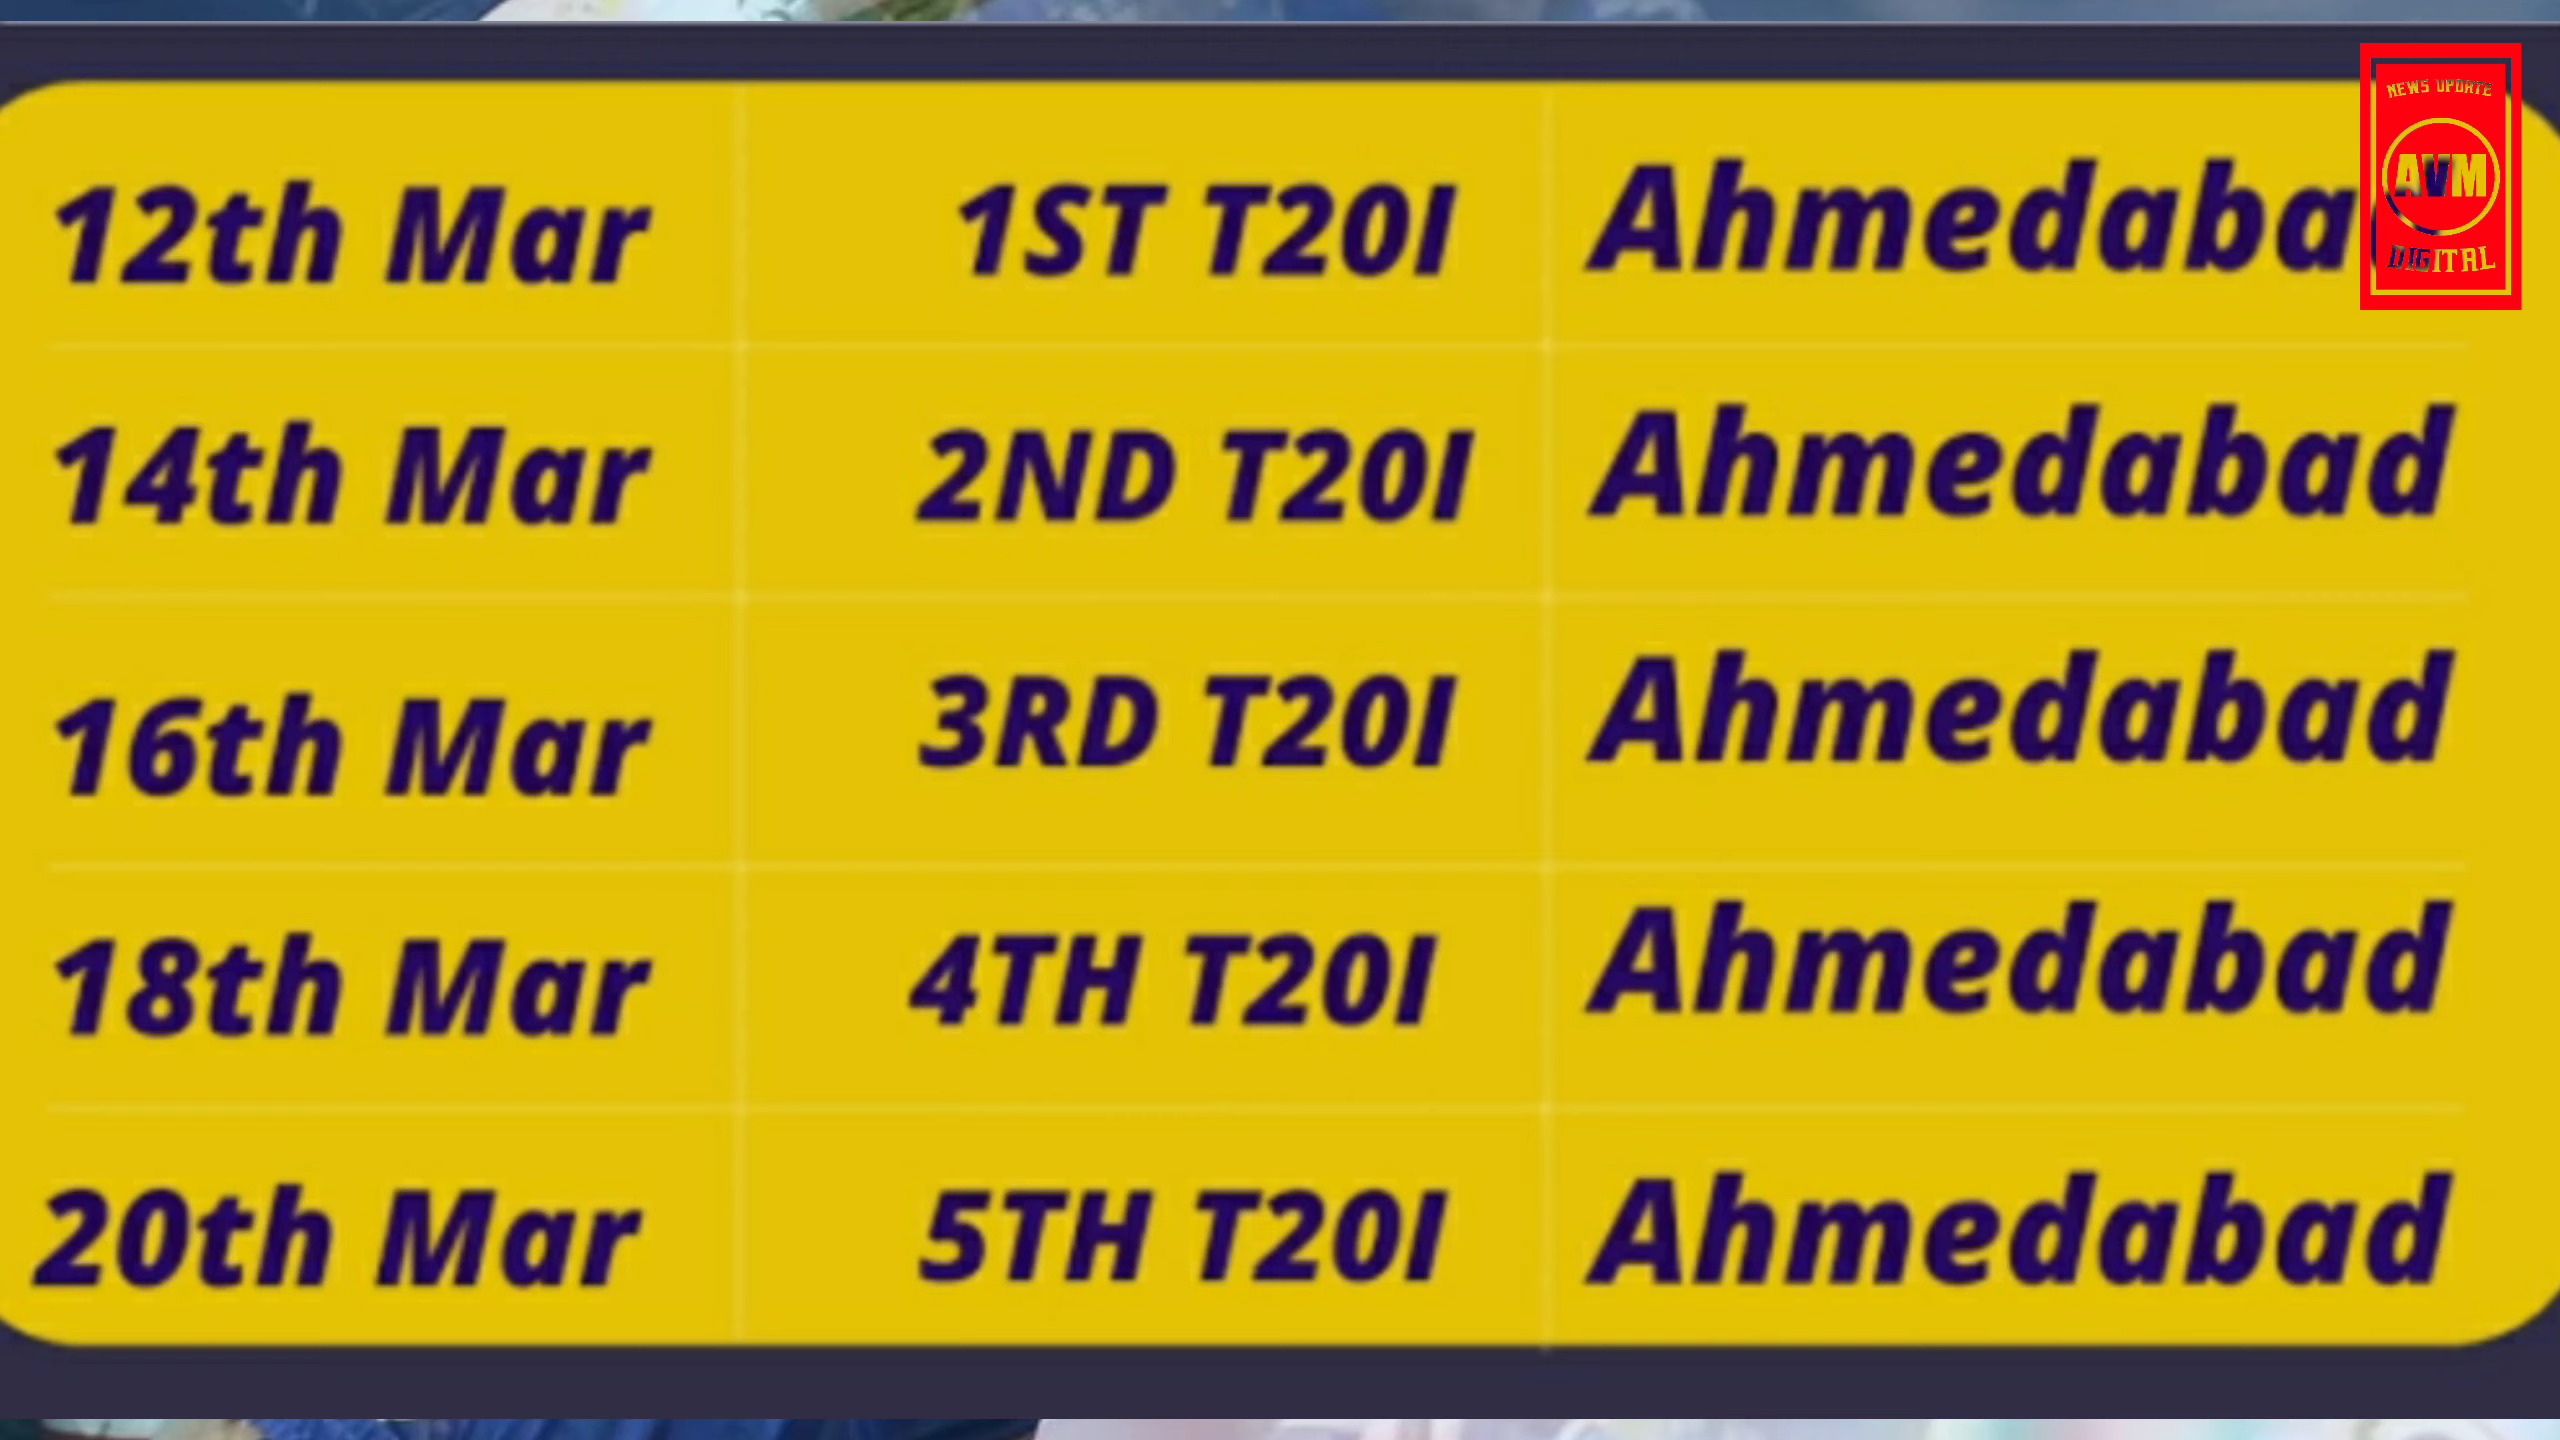 12th Mar 1ST T20I
14th Mar 2ND T20I Ahmedabad
16th Mar 3RD T20I Ahmedabad
18th Mar 4TH T20I Ahmedabad
20th Mar 5TH T20I Ahmedabad
NEWS UPDATE
AVM
DIGITAL